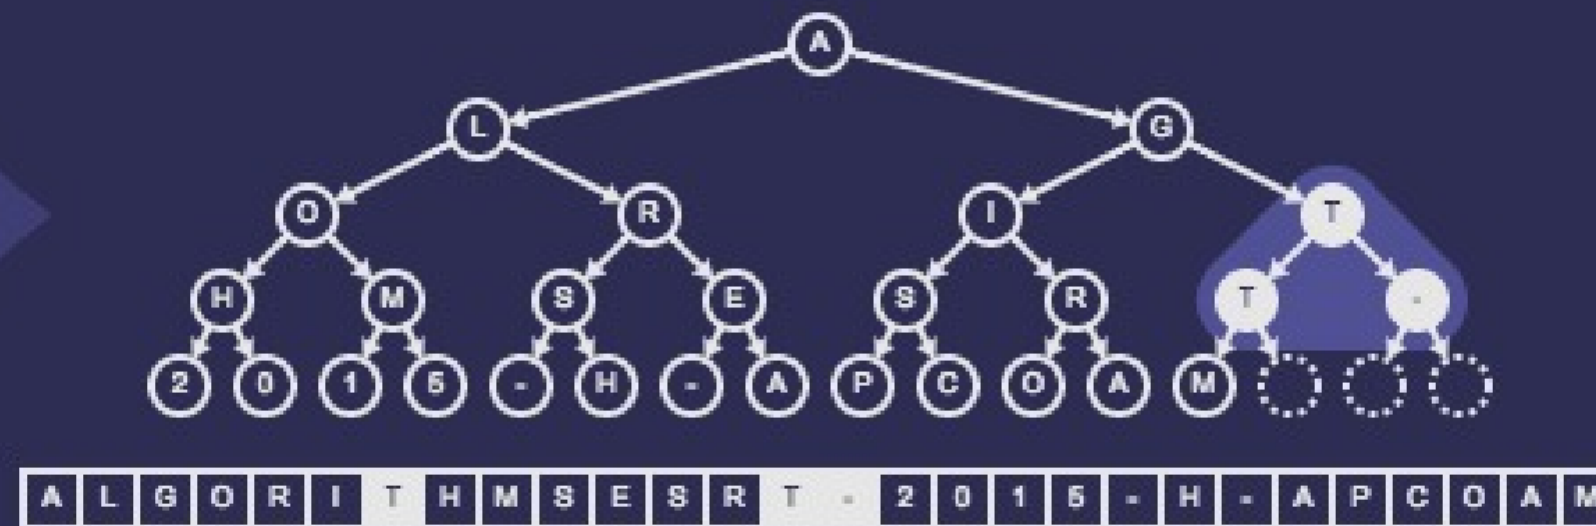 A
L G
O R I T
H M S E S R T -
2 0 1 5 - H - A P C O A M
A L G O R I T H M S E S R T - 2 0 1 5 - H - A P C O A M